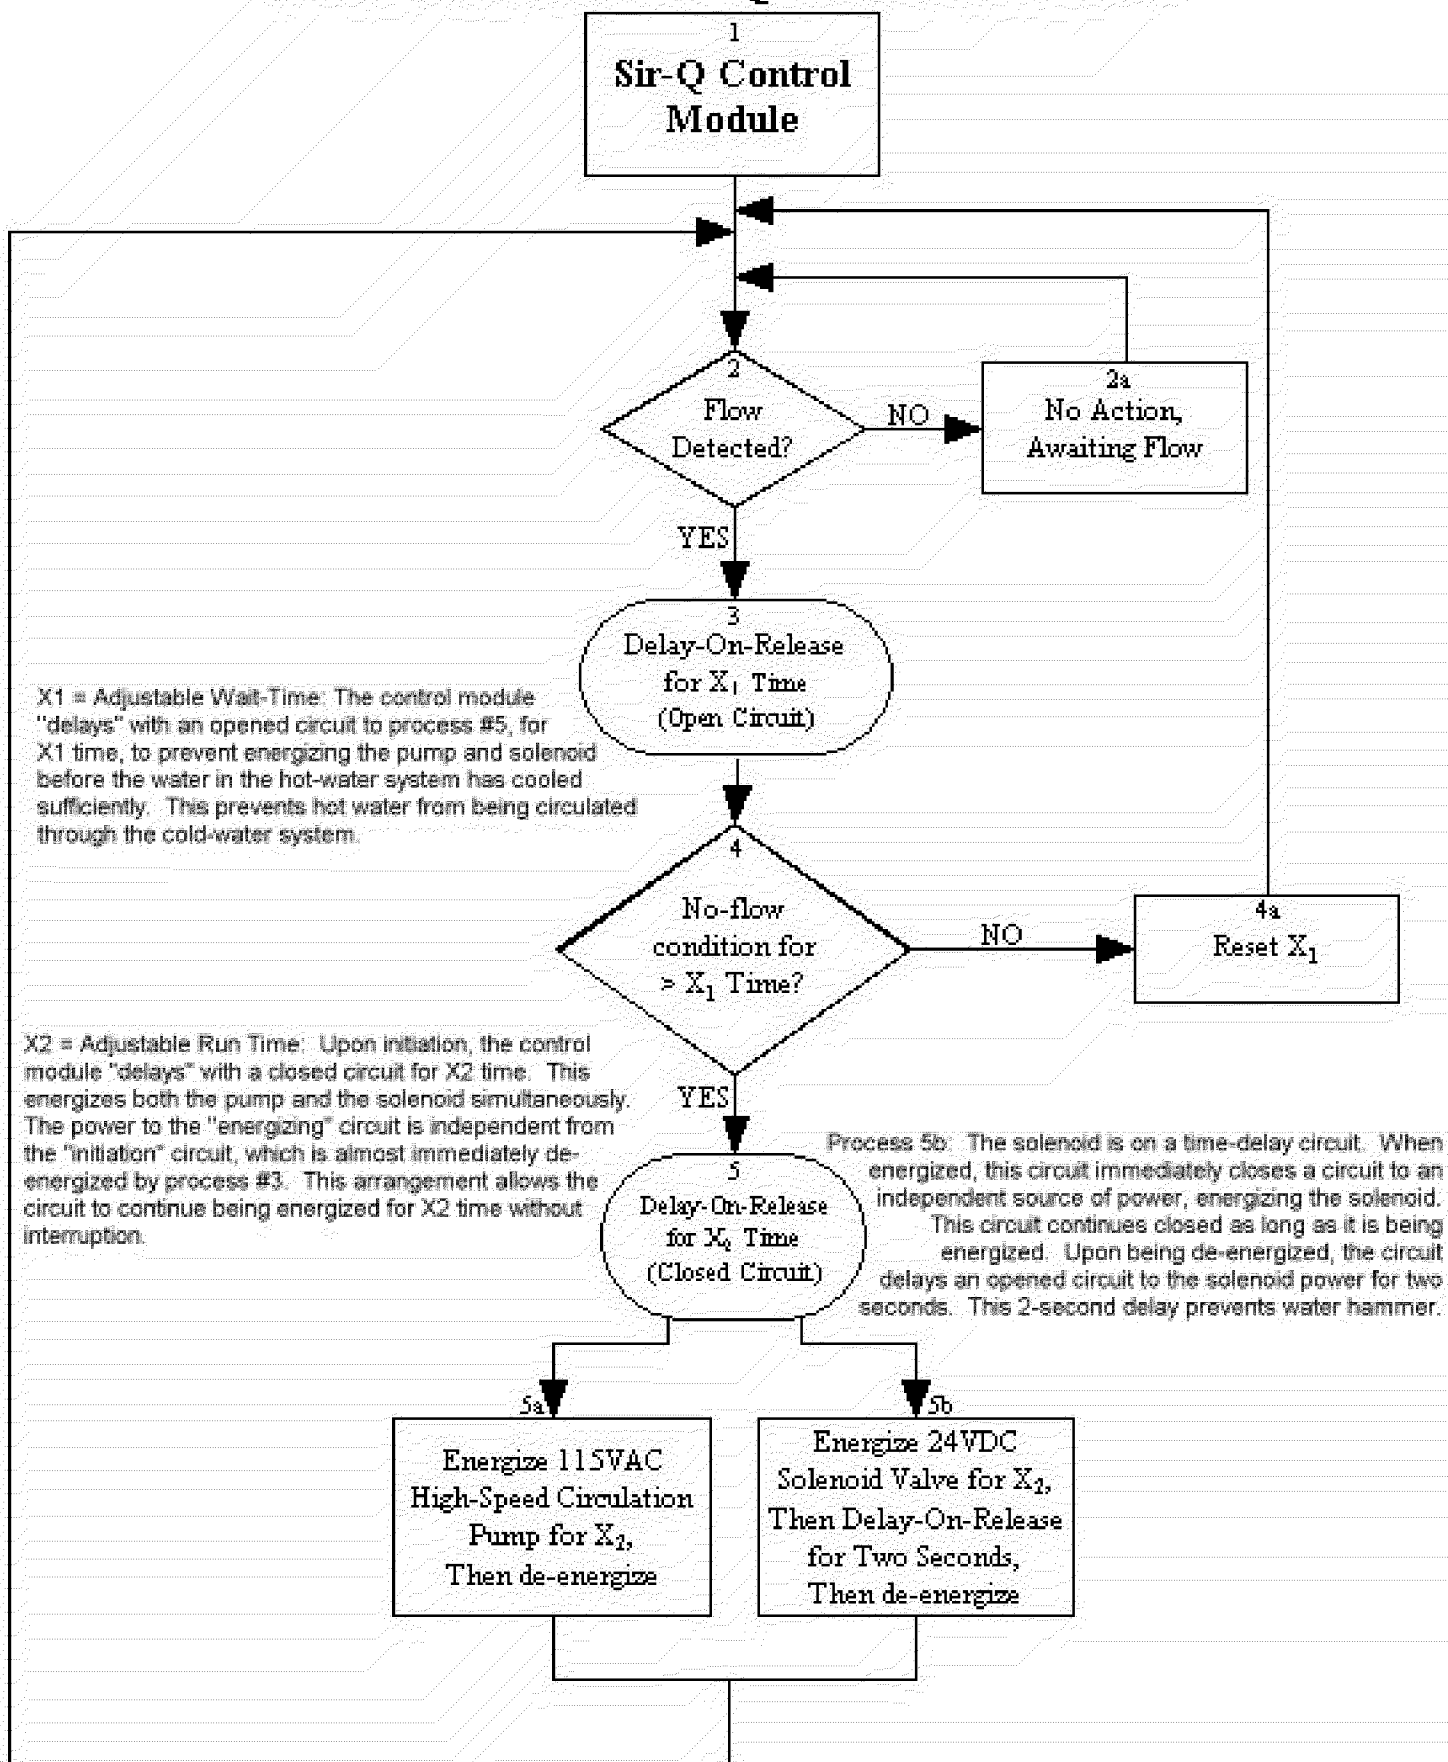 1
Sir-Q Control
Module
2
Flow
Detected?
NO
2a
No Action,
Awaiting Flow
YES
3
Delay-On-Release
for X1 Time
(Open Circuit)
X1 = Adjustable Wait-Time: The control module
"delays" with an opened circuit to process #5, for
X1 time, to prevent energizing the pump and solenoid
before the water in the hot-water system has cooled
sufficiently. This prevents hot water from being circulated
through the cold-water system.
4
No-flow
condition for
> X1 Time?
NO
4a
Reset X1
YES
X2 = Adjustable Run Time: Upon initiation, the control
module "delays" with a closed circuit for X2 time. This
energizes both the pump and the solenoid simultaneously.
The power to the "energizing" circuit is independent from
the "initiation" circuit, which is almost immediately de-
energized by process #3. This arrangement allows the
circuit to continue being energized for X2 time without
interruption.
5
Delay-On-Release
for X2 Time
(Closed Circuit)
Process 5b: The solenoid is on a time-delay circuit. When
energized, this circuit immediately closes a circuit to an
independent source of power, energizing the solenoid.
This circuit continues closed as long as it is being
energized. Upon being de-energized, the circuit
delays an opened circuit to the solenoid power for two
seconds. This 2-second delay prevents water hammer.
5a
Energize 115VAC
High-Speed Circulation
Pump for X2,
Then de-energize
5b
Energize 24VDC
Solenoid Valve for X2,
Then Delay-On-Release
for Two Seconds,
Then de-energize